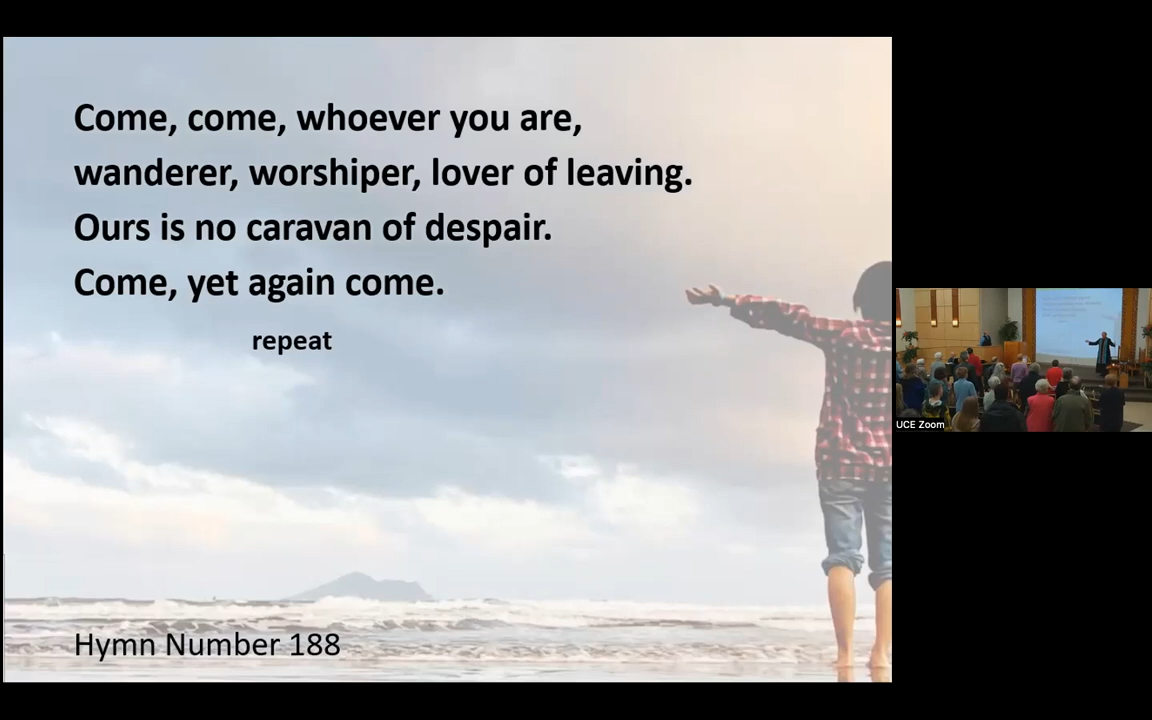 Come, come, whoever you are,
wanderer, worshiper, lover of leaving.
Ours is no caravan of despair.
Come, yet again come.
repeat
Hymn Number 188
UCE Zoom